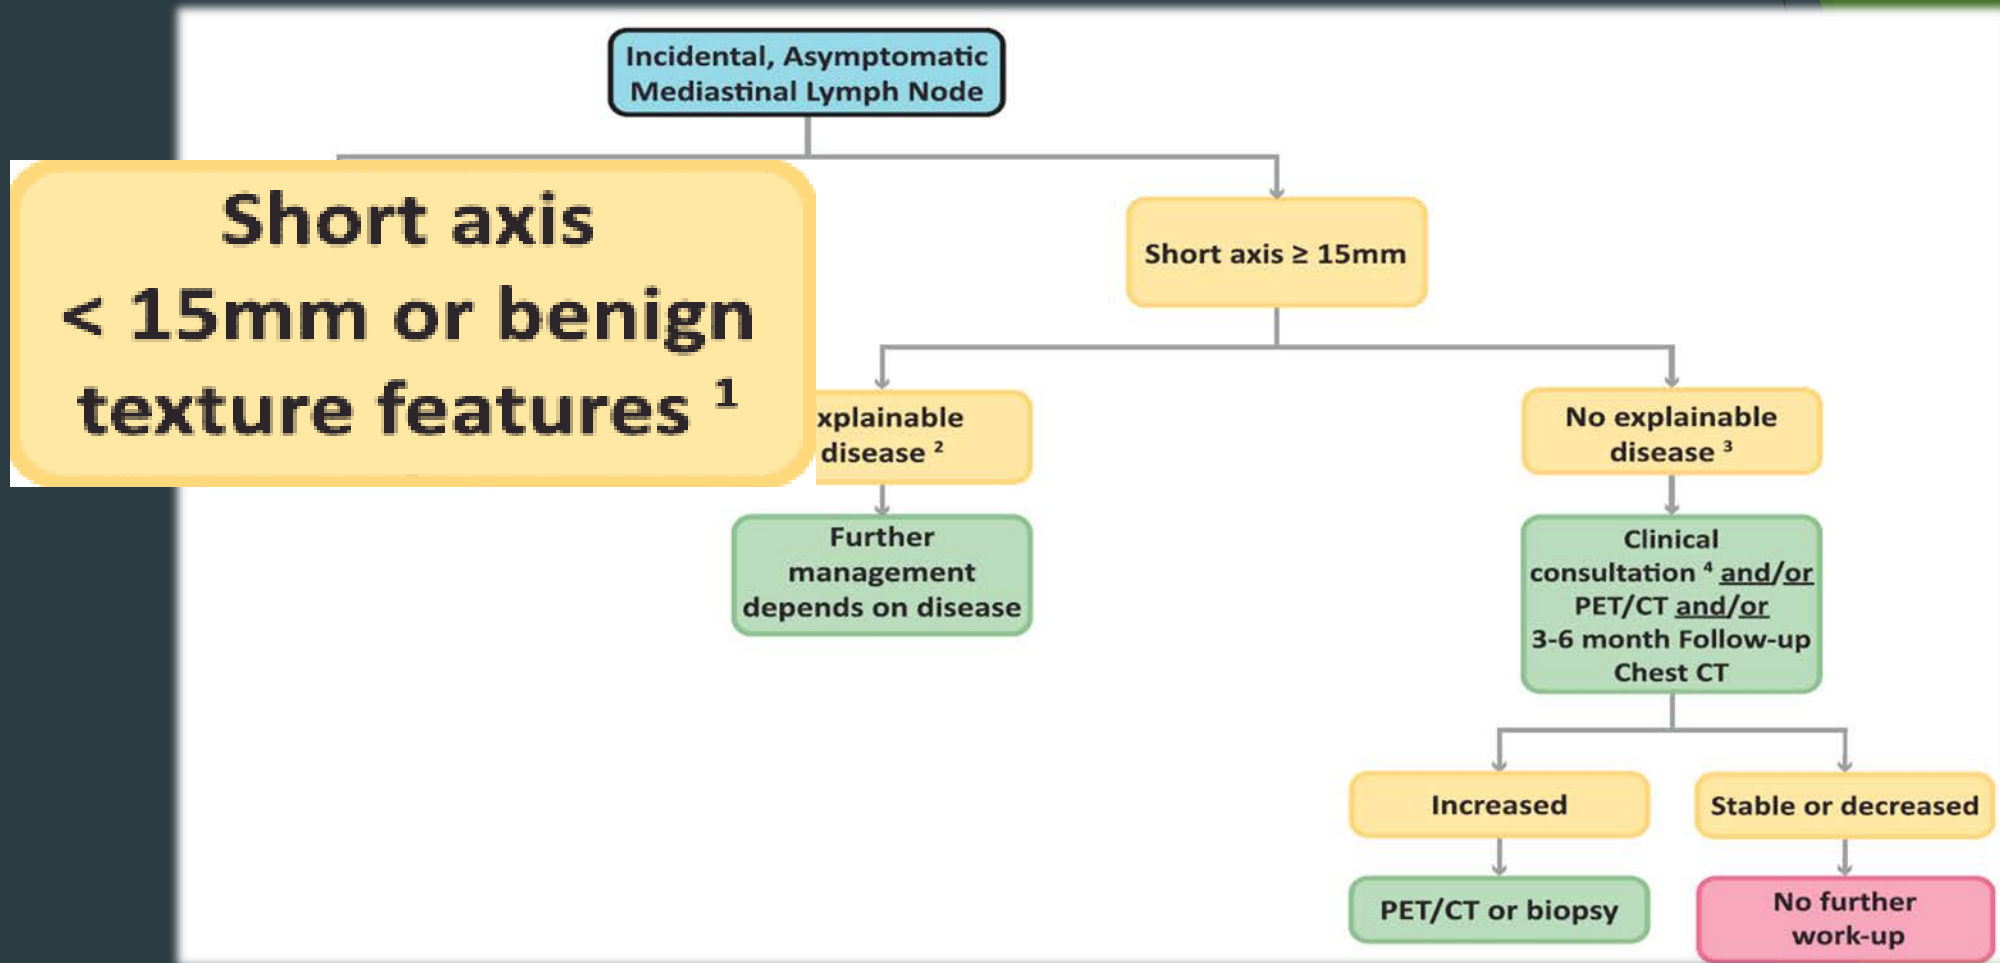 Incidental, Asymptomatic
Mediastinal Lymph Node
Short axis
< 15mm or benign
texture features ¹
Short axis ≥ 15mm
xplainable
disease ²
No explainable
disease ³
Further
management
depends on disease
Clinical
consultation ⁴ and/or
PET/CT and/or
3-6 month Follow-up
Chest CT
Increased
Stable or decreased
PET/CT or biopsy
No further
work-up